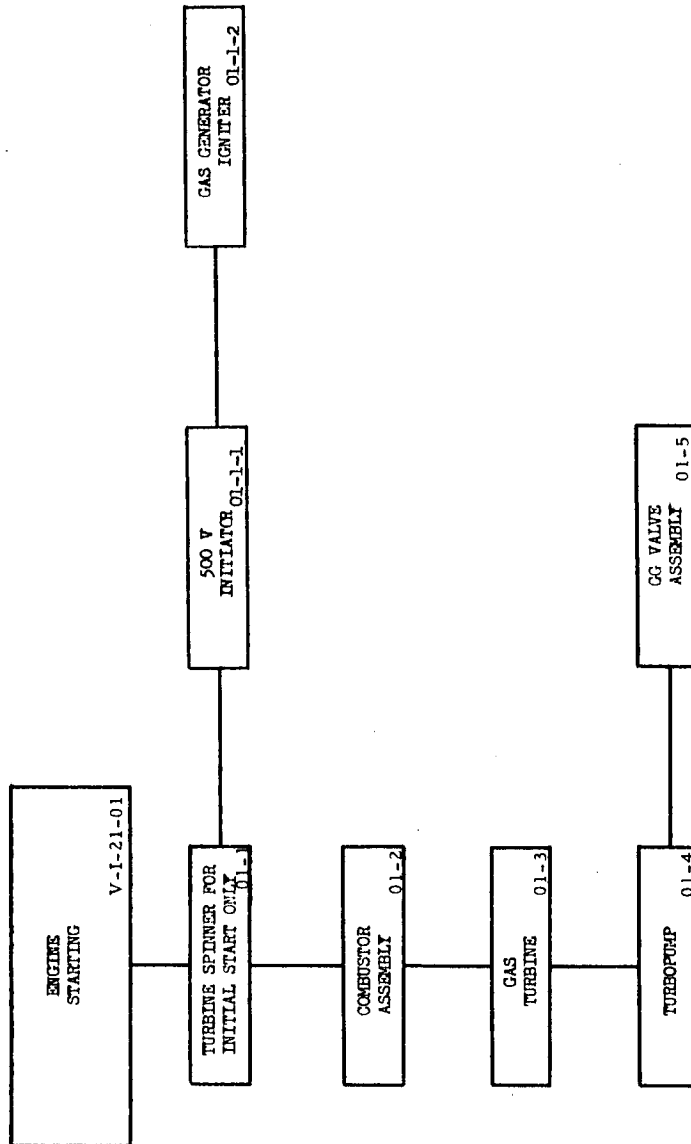 ENGINE
STARTING
V-I-21-01
TURBINE SPINNER FOR
INITIAL START ONLY
01-1
500 V
INITIATOR
01-1-1
GAS GENERATOR
IGNITER
01-1-2
COMBUSTOR
ASSEMBLY
01-2
GAS
TURBINE
01-3
TURBOPUMP
01-4
GG VALVE
ASSEMBLY
01-5